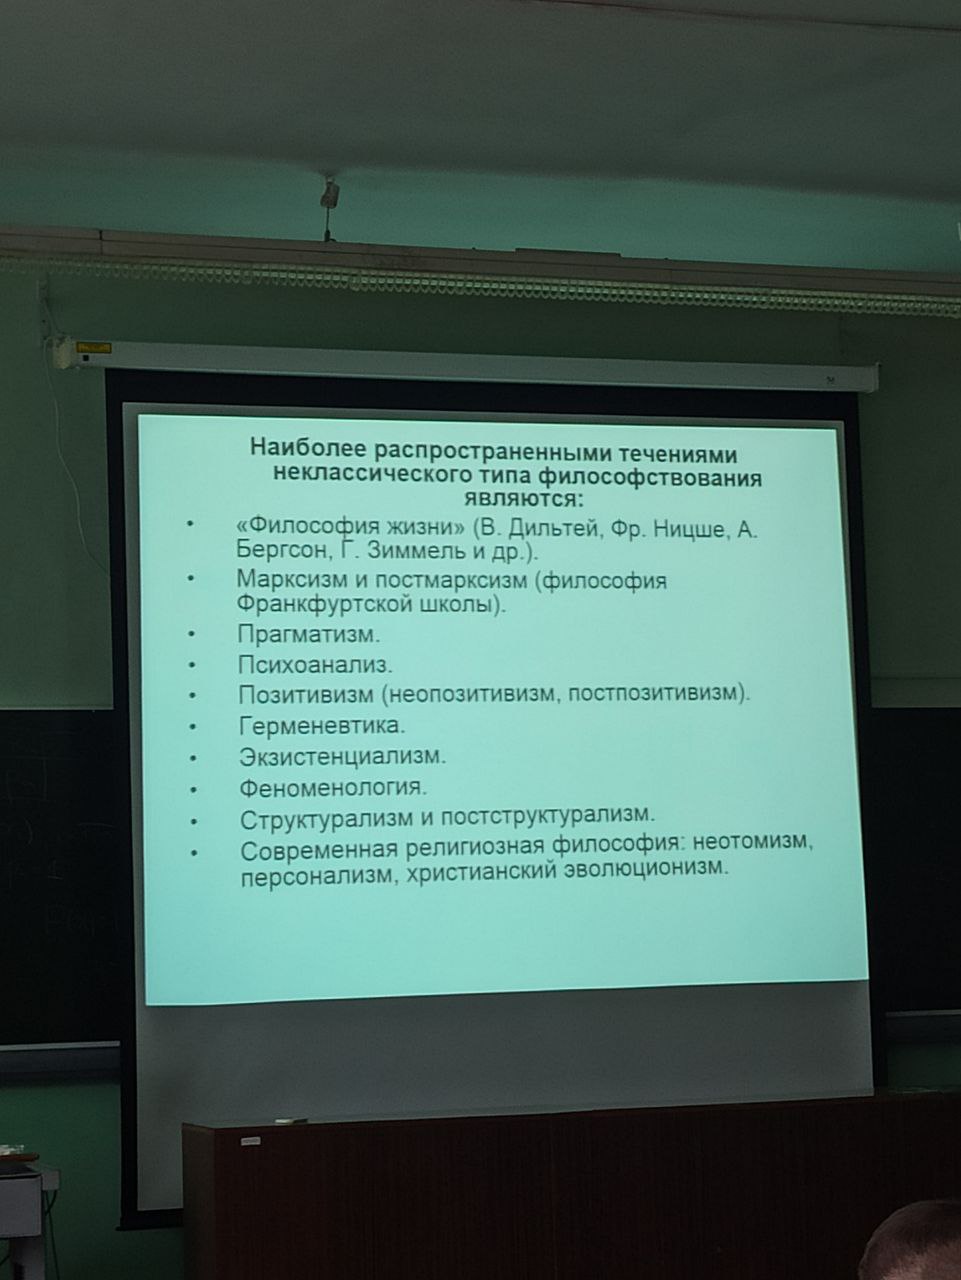 Наиболее распространенными течениями
неклассического типа философствования
являются:
• «Философия жизни» (В. Дильтей, Фр. Ницше, А.
Бергсон, Г. Зиммель и др.).
• Марксизм и постмарксизм (философия
Франкфуртской школы).
• Прагматизм.
• Психоанализ.
• Позитивизм (неопозитивизм, постпозитивизм).
• Герменевтика.
• Экзистенциализм.
• Феноменология.
• Структурализм и постструктурализм.
• Современная религиозная философия: неотомизм,
персонализм, христианский эволюционизм.